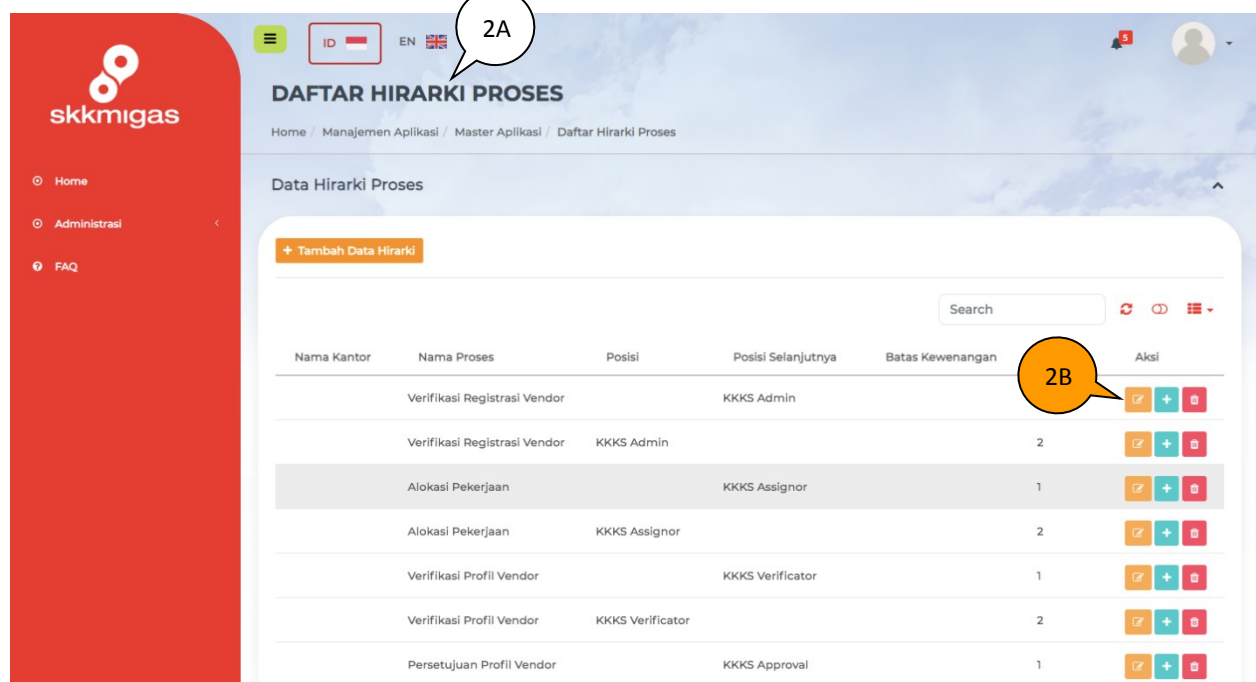 2A
ID EN
5
skkmigas
DAFTAR HIRARKI PROSES
Home / Manajemen Aplikasi / Master Aplikasi / Daftar Hirarki Proses
Home
Administrasi
FAQ
Data Hirarki Proses
+ Tambah Data Hirarki
Search
Nama Kantor Nama Proses Posisi Posisi Selanjutnya Batas Kewenangan Aksi
2B
Verifikasi Registrasi Vendor KKKS Admin
Verifikasi Registrasi Vendor KKKS Admin 2
Alokasi Pekerjaan KKKS Assignor 1
Alokasi Pekerjaan KKKS Assignor 2
Verifikasi Profil Vendor KKKS Verificator 1
Verifikasi Profil Vendor KKKS Verificator 2
Persetujuan Profil Vendor KKKS Approval 1